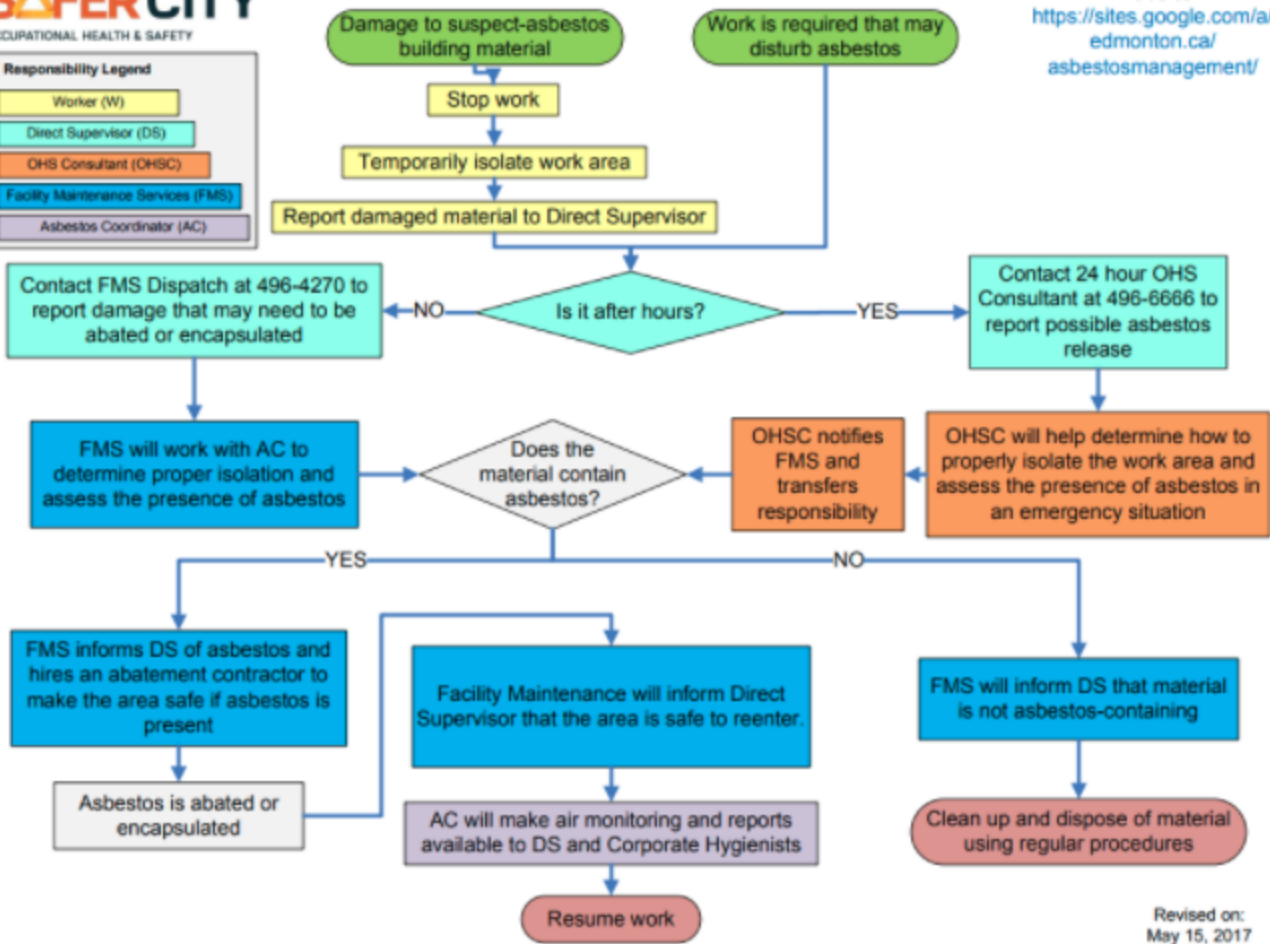 SAFER CITY
OCCUPATIONAL HEALTH & SAFETY
Responsibility Legend
Worker (W)
Direct Supervisor (DS)
OHS Consultant (OHSC)
Facility Maintenance Services (FMS)
Asbestos Coordinator (AC)
https://sites.google.com/a/
edmonton.ca/
asbestosmanagement/
Damage to suspect-asbestos
building material
Work is required that may
disturb asbestos
Stop work
Temporarily isolate work area
Report damaged material to Direct Supervisor
Is it after hours?
NO
YES
Contact FMS Dispatch at 496-4270 to
report damage that may need to be
abated or encapsulated
Contact 24 hour OHS
Consultant at 496-6666 to
report possible asbestos
release
FMS will work with AC to
determine proper isolation and
assess the presence of asbestos
Does the
material contain
asbestos?
OHSC notifies
FMS and
transfers
responsibility
OHSC will help determine how to
properly isolate the work area and
assess the presence of asbestos in
an emergency situation
YES
NO
FMS informs DS of asbestos and
hires an abatement contractor to
make the area safe if asbestos is
present
Facility Maintenance will inform Direct
Supervisor that the area is safe to reenter.
FMS will inform DS that material
is not asbestos-containing
Asbestos is abated or
encapsulated
AC will make air monitoring and reports
available to DS and Corporate Hygienists
Clean up and dispose of material
using regular procedures
Resume work
Revised on:
May 15, 2017